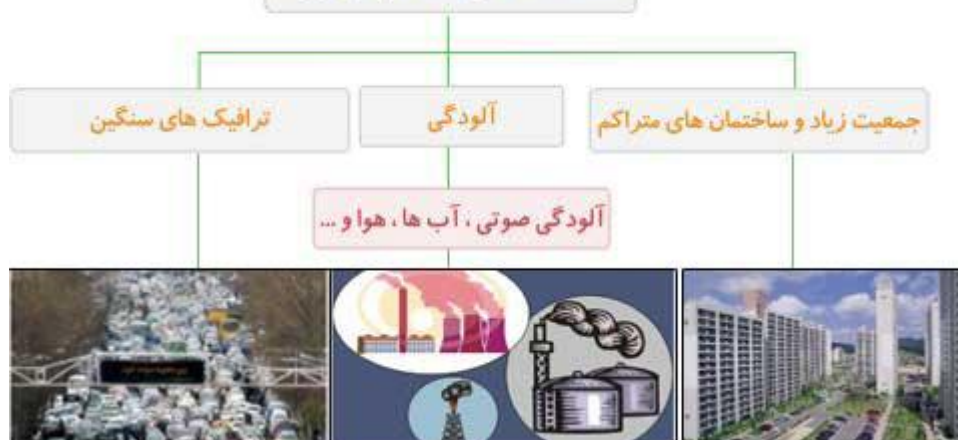 جمعیت زیاد و ساختمان های متراکم
آلودگی
ترافیک های سنگین
آلودگی صوتی ، آب ها ، هوا و ...